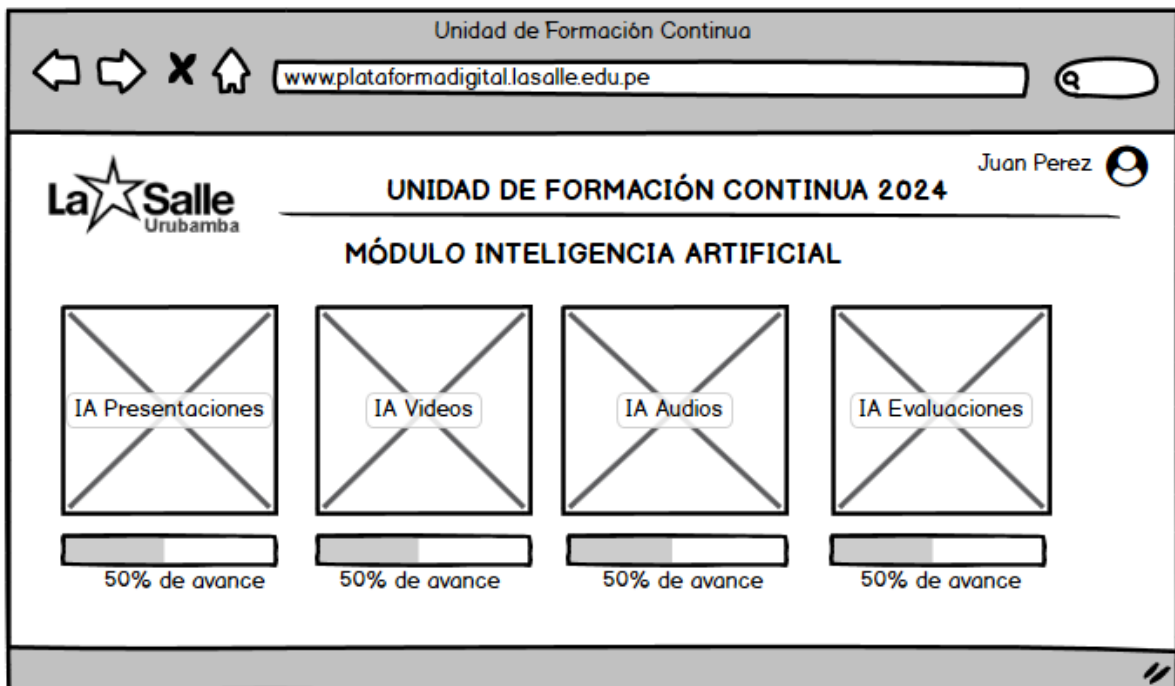 Unidad de Formación Continua
www.plataformadigital.lasalle.edu.pe
Juan Perez
La Salle
Urubamba
UNIDAD DE FORMACIÓN CONTINUA 2024
MÓDULO INTELIGENCIA ARTIFICIAL
IA Presentaciones
IA Videos
IA Audios
IA Evaluaciones
50% de avance
50% de avance
50% de avance
50% de avance